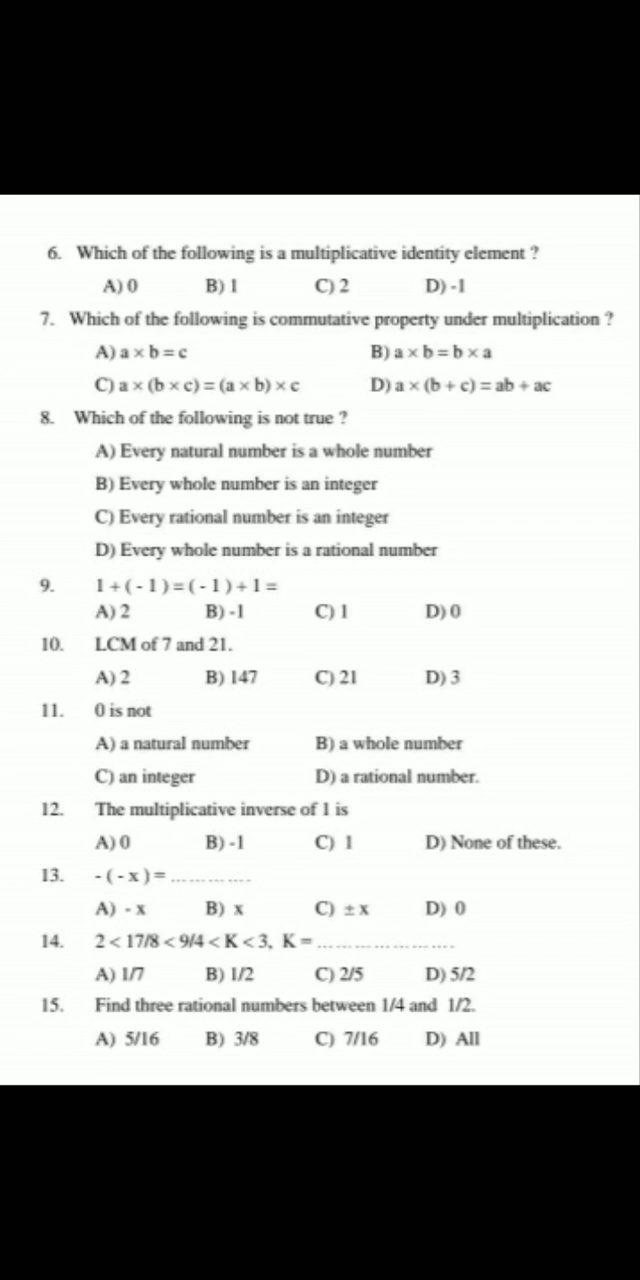 6. Which of the following is a multiplicative identity element ?
A) 0 B) 1 C) 2 D) -1
7. Which of the following is commutative property under multiplication ?
A) a × b = c B) a × b = b × a
C) a × (b × c) = (a × b) × c D) a × (b + c) = ab + ac
8. Which of the following is not true ?
A) Every natural number is a whole number
B) Every whole number is an integer
C) Every rational number is an integer
D) Every whole number is a rational number
9. 1 + ( - 1 ) = ( - 1 ) + 1 =
A) 2 B) -1 C) 1 D) 0
10. LCM of 7 and 21.
A) 2 B) 147 C) 21 D) 3
11. 0 is not
A) a natural number B) a whole number
C) an integer D) a rational number.
12. The multiplicative inverse of 1 is
A) 0 B) -1 C) 1 D) None of these.
13. - ( - x ) = ............
A) - x B) x C) ± x D) 0
14. 2 < 17/8 < 9/4 < K < 3, K = .....................
A) 1/7 B) 1/2 C) 2/5 D) 5/2
15. Find three rational numbers between 1/4 and 1/2.
A) 5/16 B) 3/8 C) 7/16 D) All